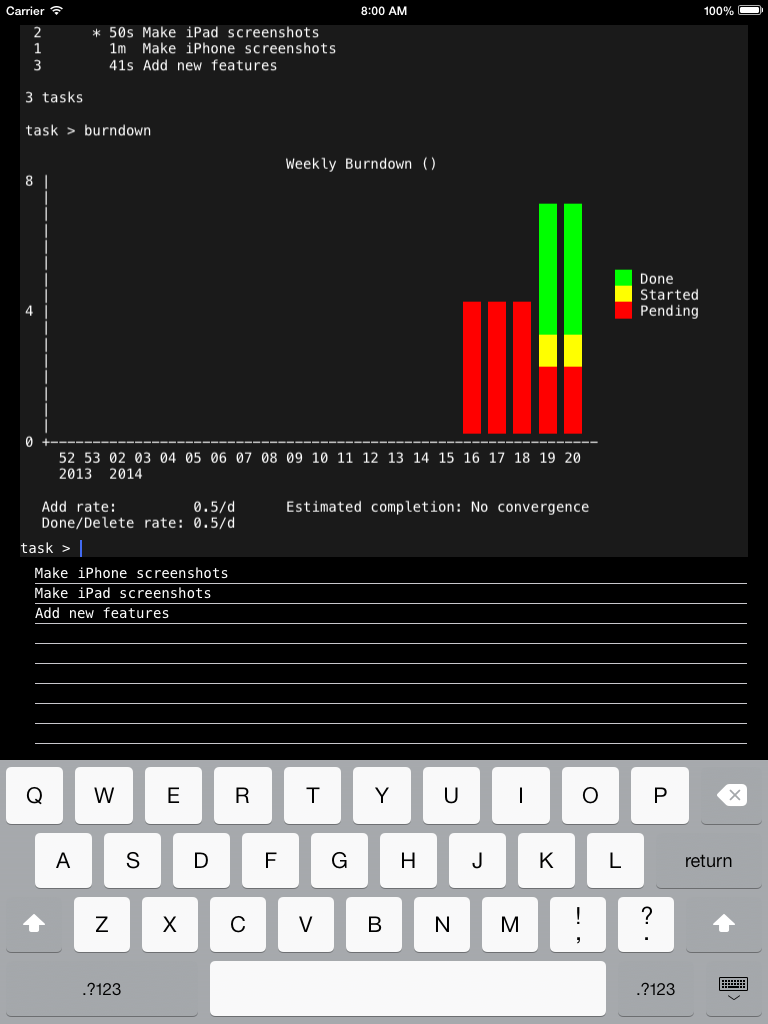 Carrier 8:00 AM 100%
2 * 50s Make iPad screenshots
1 1m Make iPhone screenshots
3 41s Add new features
3 tasks
task > burndown
Weekly Burndown ()
8
Done
Started
4 Pending
0
52 53 02 03 04 05 06 07 08 09 10 11 12 13 14 15 16 17 18 19 20
2013 2014
Add rate: 0.5/d Estimated completion: No convergence
Done/Delete rate: 0.5/d
task >
Make iPhone screenshots
Make iPad screenshots
Add new features
Q W E R T Y U I O P
A S D F G H J K L return
Z X C V B N M ! , ? .
.?123 .?123